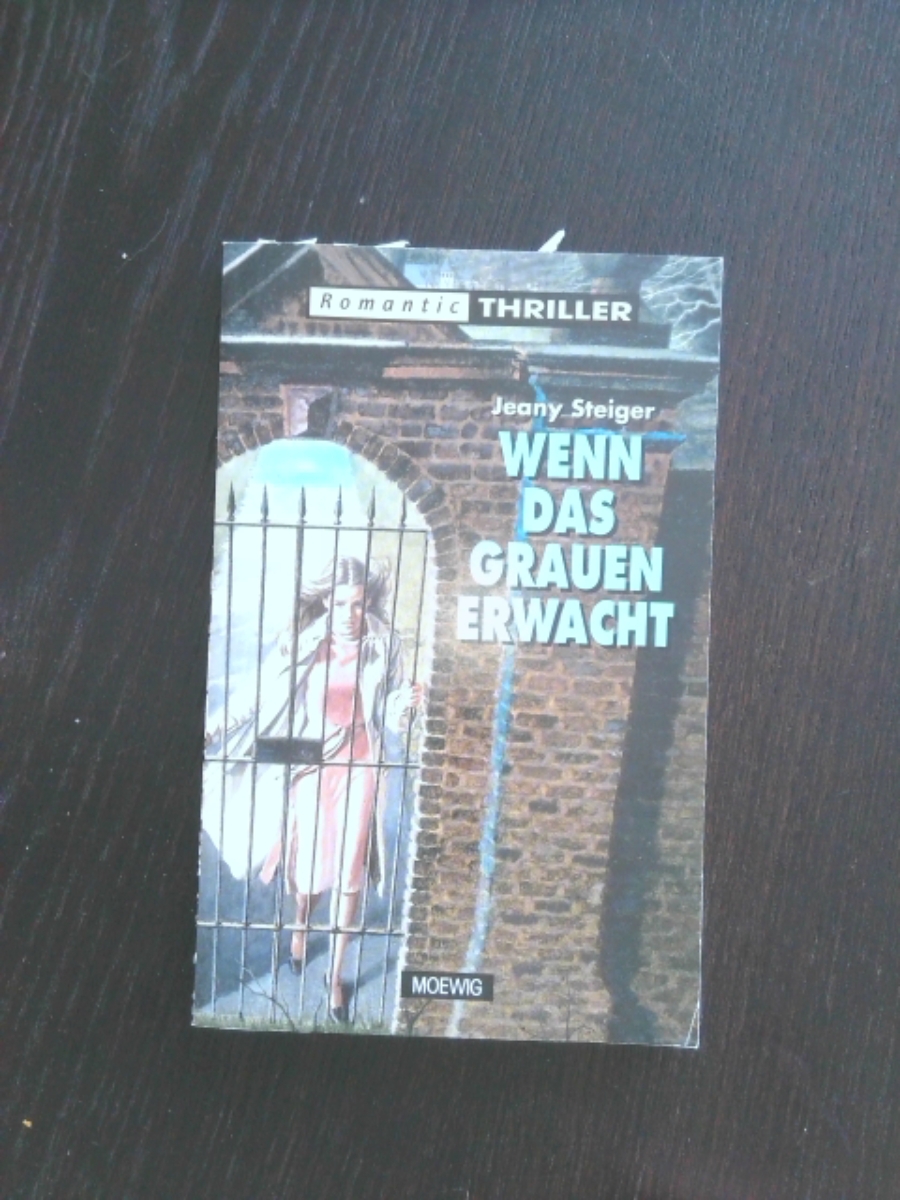 Romantic THRILLER
Jeany Steiger
WENN
DAS
GRAUEN
ERWACHT
MOEWIG